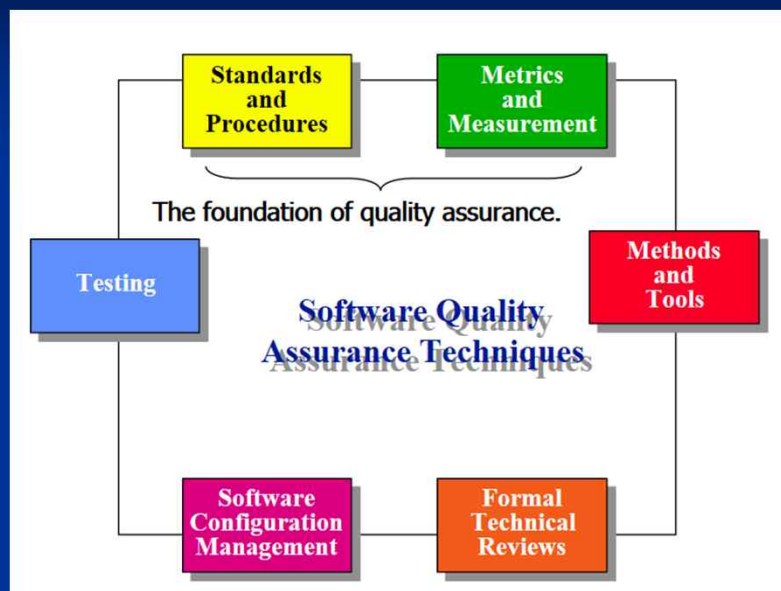 Standards
and
Procedures
Metrics
and
Measurement
The foundation of quality assurance.
Testing
Methods
and
Tools
Software Quality
Assurance Techniques
Software
Configuration
Management
Formal
Technical
Reviews